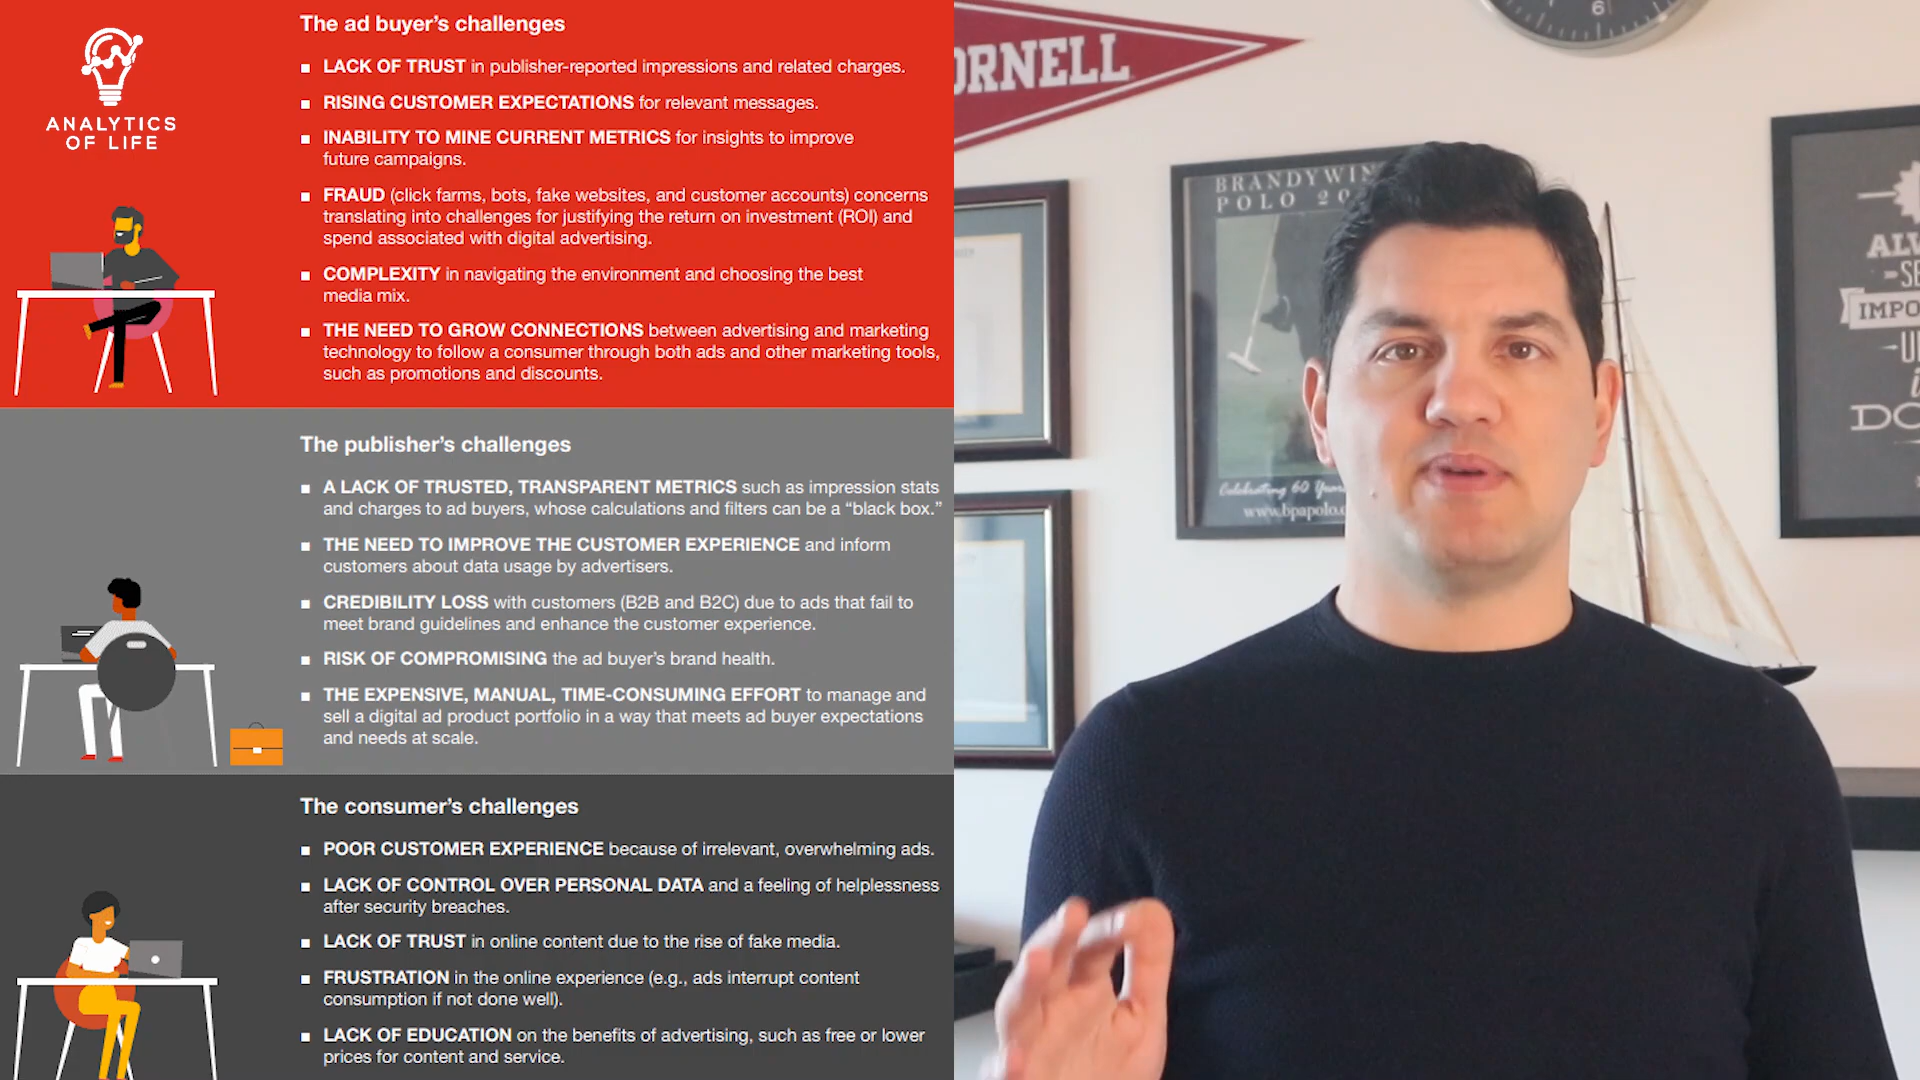 ANALYTICS
OF LIFE
The ad buyer's challenges
■ LACK OF TRUST in publisher-reported impressions and related charges.
■ RISING CUSTOMER EXPECTATIONS for relevant messages.
■ INABILITY TO MINE CURRENT METRICS for insights to improve
future campaigns.
■ FRAUD (click farms, bots, fake websites, and customer accounts) concerns
translating into challenges for justifying the return on investment (ROI) and
spend associated with digital advertising.
■ COMPLEXITY in navigating the environment and choosing the best
media mix.
■ THE NEED TO GROW CONNECTIONS between advertising and marketing
technology to follow a consumer through both ads and other marketing tools,
such as promotions and discounts.
The publisher's challenges
■ A LACK OF TRUSTED, TRANSPARENT METRICS such as impression stats
and charges to ad buyers, whose calculations and filters can be a “black box.”
■ THE NEED TO IMPROVE THE CUSTOMER EXPERIENCE and inform
customers about data usage by advertisers.
■ CREDIBILITY LOSS with customers (B2B and B2C) due to ads that fail to
meet brand guidelines and enhance the customer experience.
■ RISK OF COMPROMISING the ad buyer's brand health.
■ THE EXPENSIVE, MANUAL, TIME-CONSUMING EFFORT to manage and
sell a digital ad product portfolio in a way that meets ad buyer expectations
and needs at scale.
The consumer's challenges
■ POOR CUSTOMER EXPERIENCE because of irrelevant, overwhelming ads.
■ LACK OF CONTROL OVER PERSONAL DATA and a feeling of helplessness
after security breaches.
■ LACK OF TRUST in online content due to the rise of fake media.
■ FRUSTRATION in the online experience (e.g., ads interrupt content
consumption if not done well).
■ LACK OF EDUCATION on the benefits of advertising, such as free or lower
prices for content and service.
ORNELL
6
BRANDYWIN
POLO 20
Celebrating 60 Years
www.bpapolo.c
ALW
SE
IMPO
U
i
DO